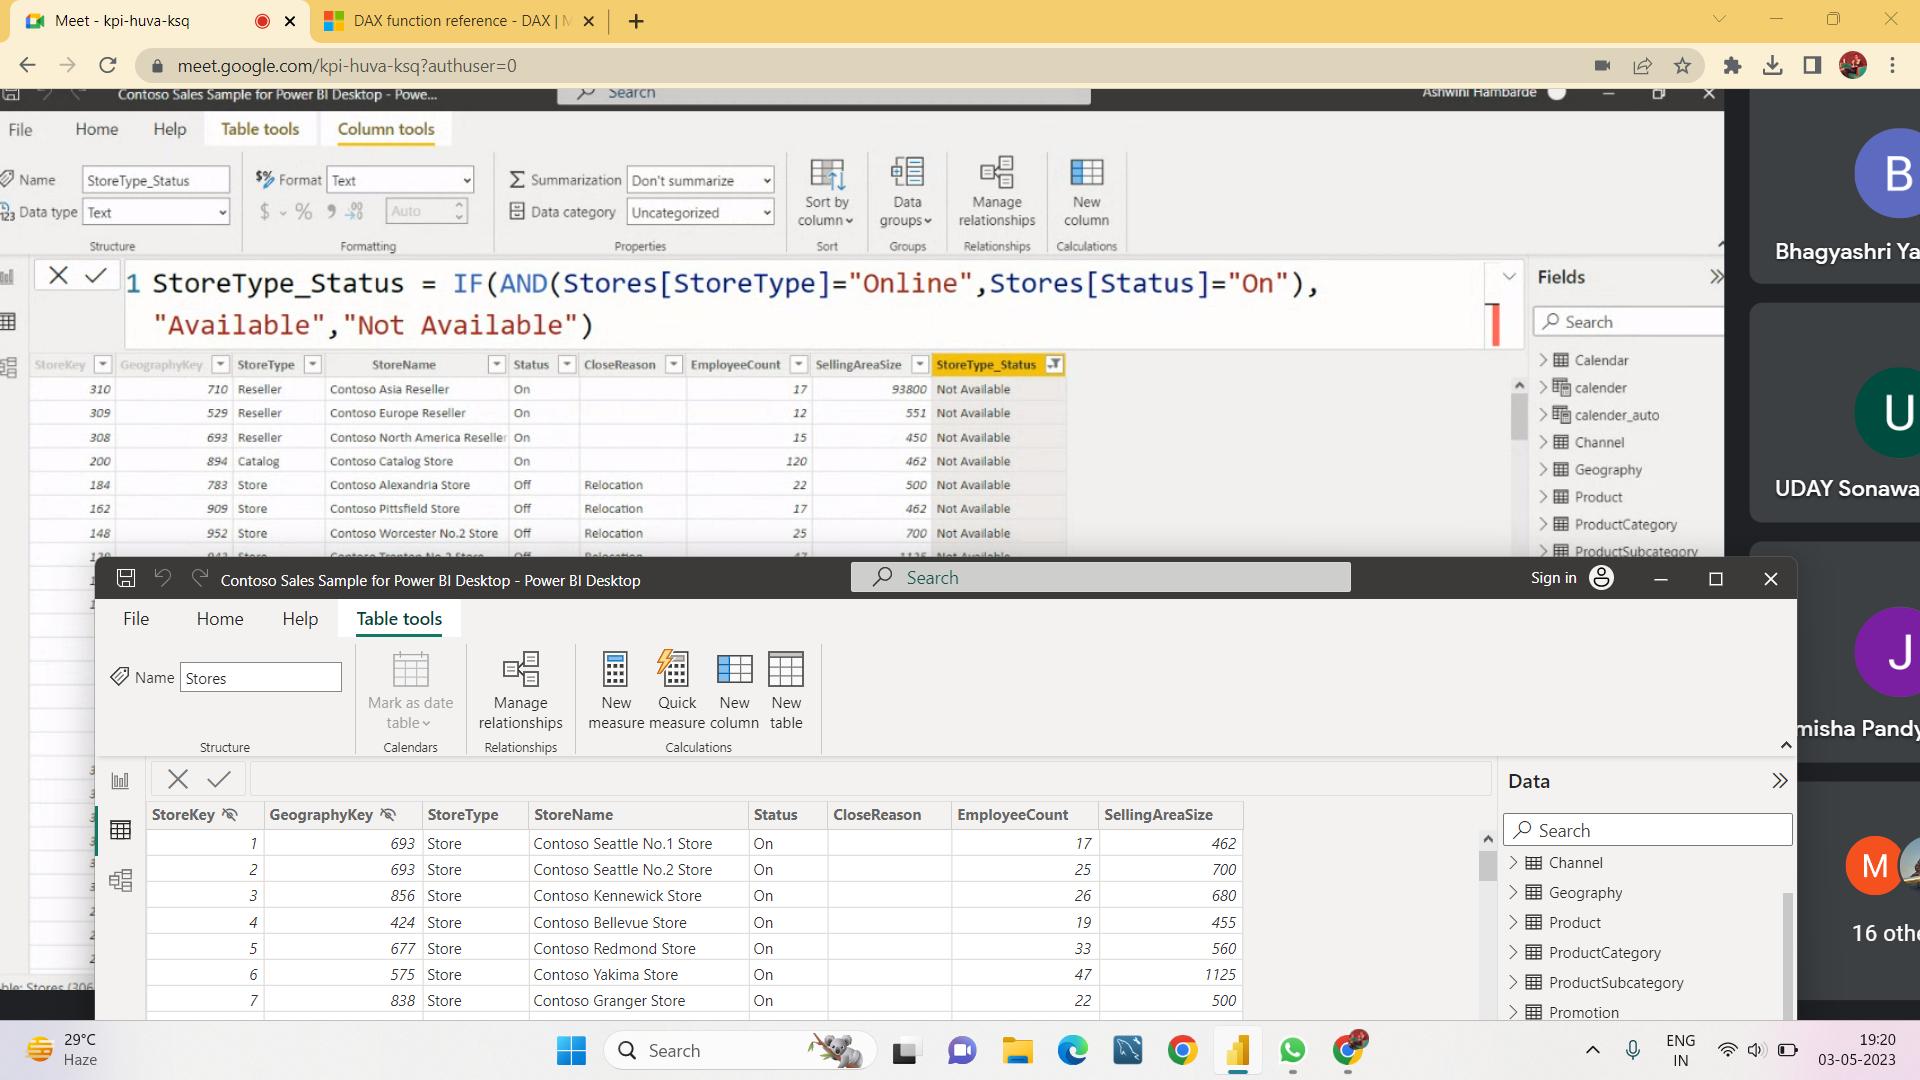 Meet - kpi-huva-ksq
DAX function reference - DAX | M
meet.google.com/kpi-huva-ksq?authuser=0
Contoso Sales Sample for Power BI Desktop - Powe...
Search
Ashwini Hambarde
File Home Help Table tools Column tools
Name StoreType_Status
Format Text
Summarization Don't summarize
Data type Text
$ % Auto
Data category Uncategorized
Sort by column
Data groups
Manage relationships
New column
Structure Formatting Properties Sort Groups Relationships Calculations
1 StoreType_Status = IF(AND(Stores[StoreType]="Online",Stores[Status]="On"),
"Available","Not Available")
Fields
Search
Calendar
calender
calender_auto
Channel
Geography
Product
ProductCategory
ProductSubcategory
StoreKey GeographyKey StoreType StoreName Status CloseReason EmployeeCount SellingAreaSize StoreType_Status
310 710 Reseller Contoso Asia Reseller On 17 93800 Not Available
309 529 Reseller Contoso Europe Reseller On 12 551 Not Available
308 693 Reseller Contoso North America Reseller On 15 450 Not Available
200 894 Catalog Contoso Catalog Store On 120 462 Not Available
184 783 Store Contoso Alexandria Store Off Relocation 22 500 Not Available
162 909 Store Contoso Pittsfield Store Off Relocation 17 462 Not Available
148 952 Store Contoso Worcester No.2 Store Off Relocation 25 700 Not Available
B
Bhagyashri Ya
U
UDAY Sonawa
J
misha Pandy
M
16 othe
Contoso Sales Sample for Power BI Desktop - Power BI Desktop
Search
Sign in
File Home Help Table tools
Name Stores
Mark as date table
Manage relationships
New measure
Quick measure
New column
New table
Structure Calendars Relationships Calculations
Data
Search
Channel
Geography
Product
ProductCategory
ProductSubcategory
Promotion
StoreKey GeographyKey StoreType StoreName Status CloseReason EmployeeCount SellingAreaSize
1 693 Store Contoso Seattle No.1 Store On 17 462
2 693 Store Contoso Seattle No.2 Store On 25 700
3 856 Store Contoso Kennewick Store On 26 680
4 424 Store Contoso Bellevue Store On 19 455
5 677 Store Contoso Redmond Store On 33 560
6 575 Store Contoso Yakima Store On 47 1125
7 838 Store Contoso Granger Store On 22 500
29°C
Haze
Search
ENG
IN
19:20
03-05-2023